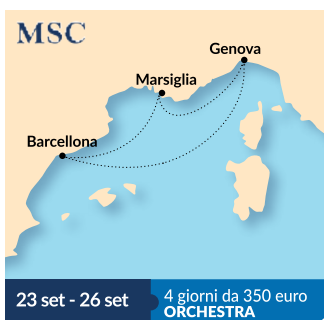 MSC
Genova
Marsiglia
Barcellona
23 set - 26 set
4 giorni da 350 euro
ORCHESTRA